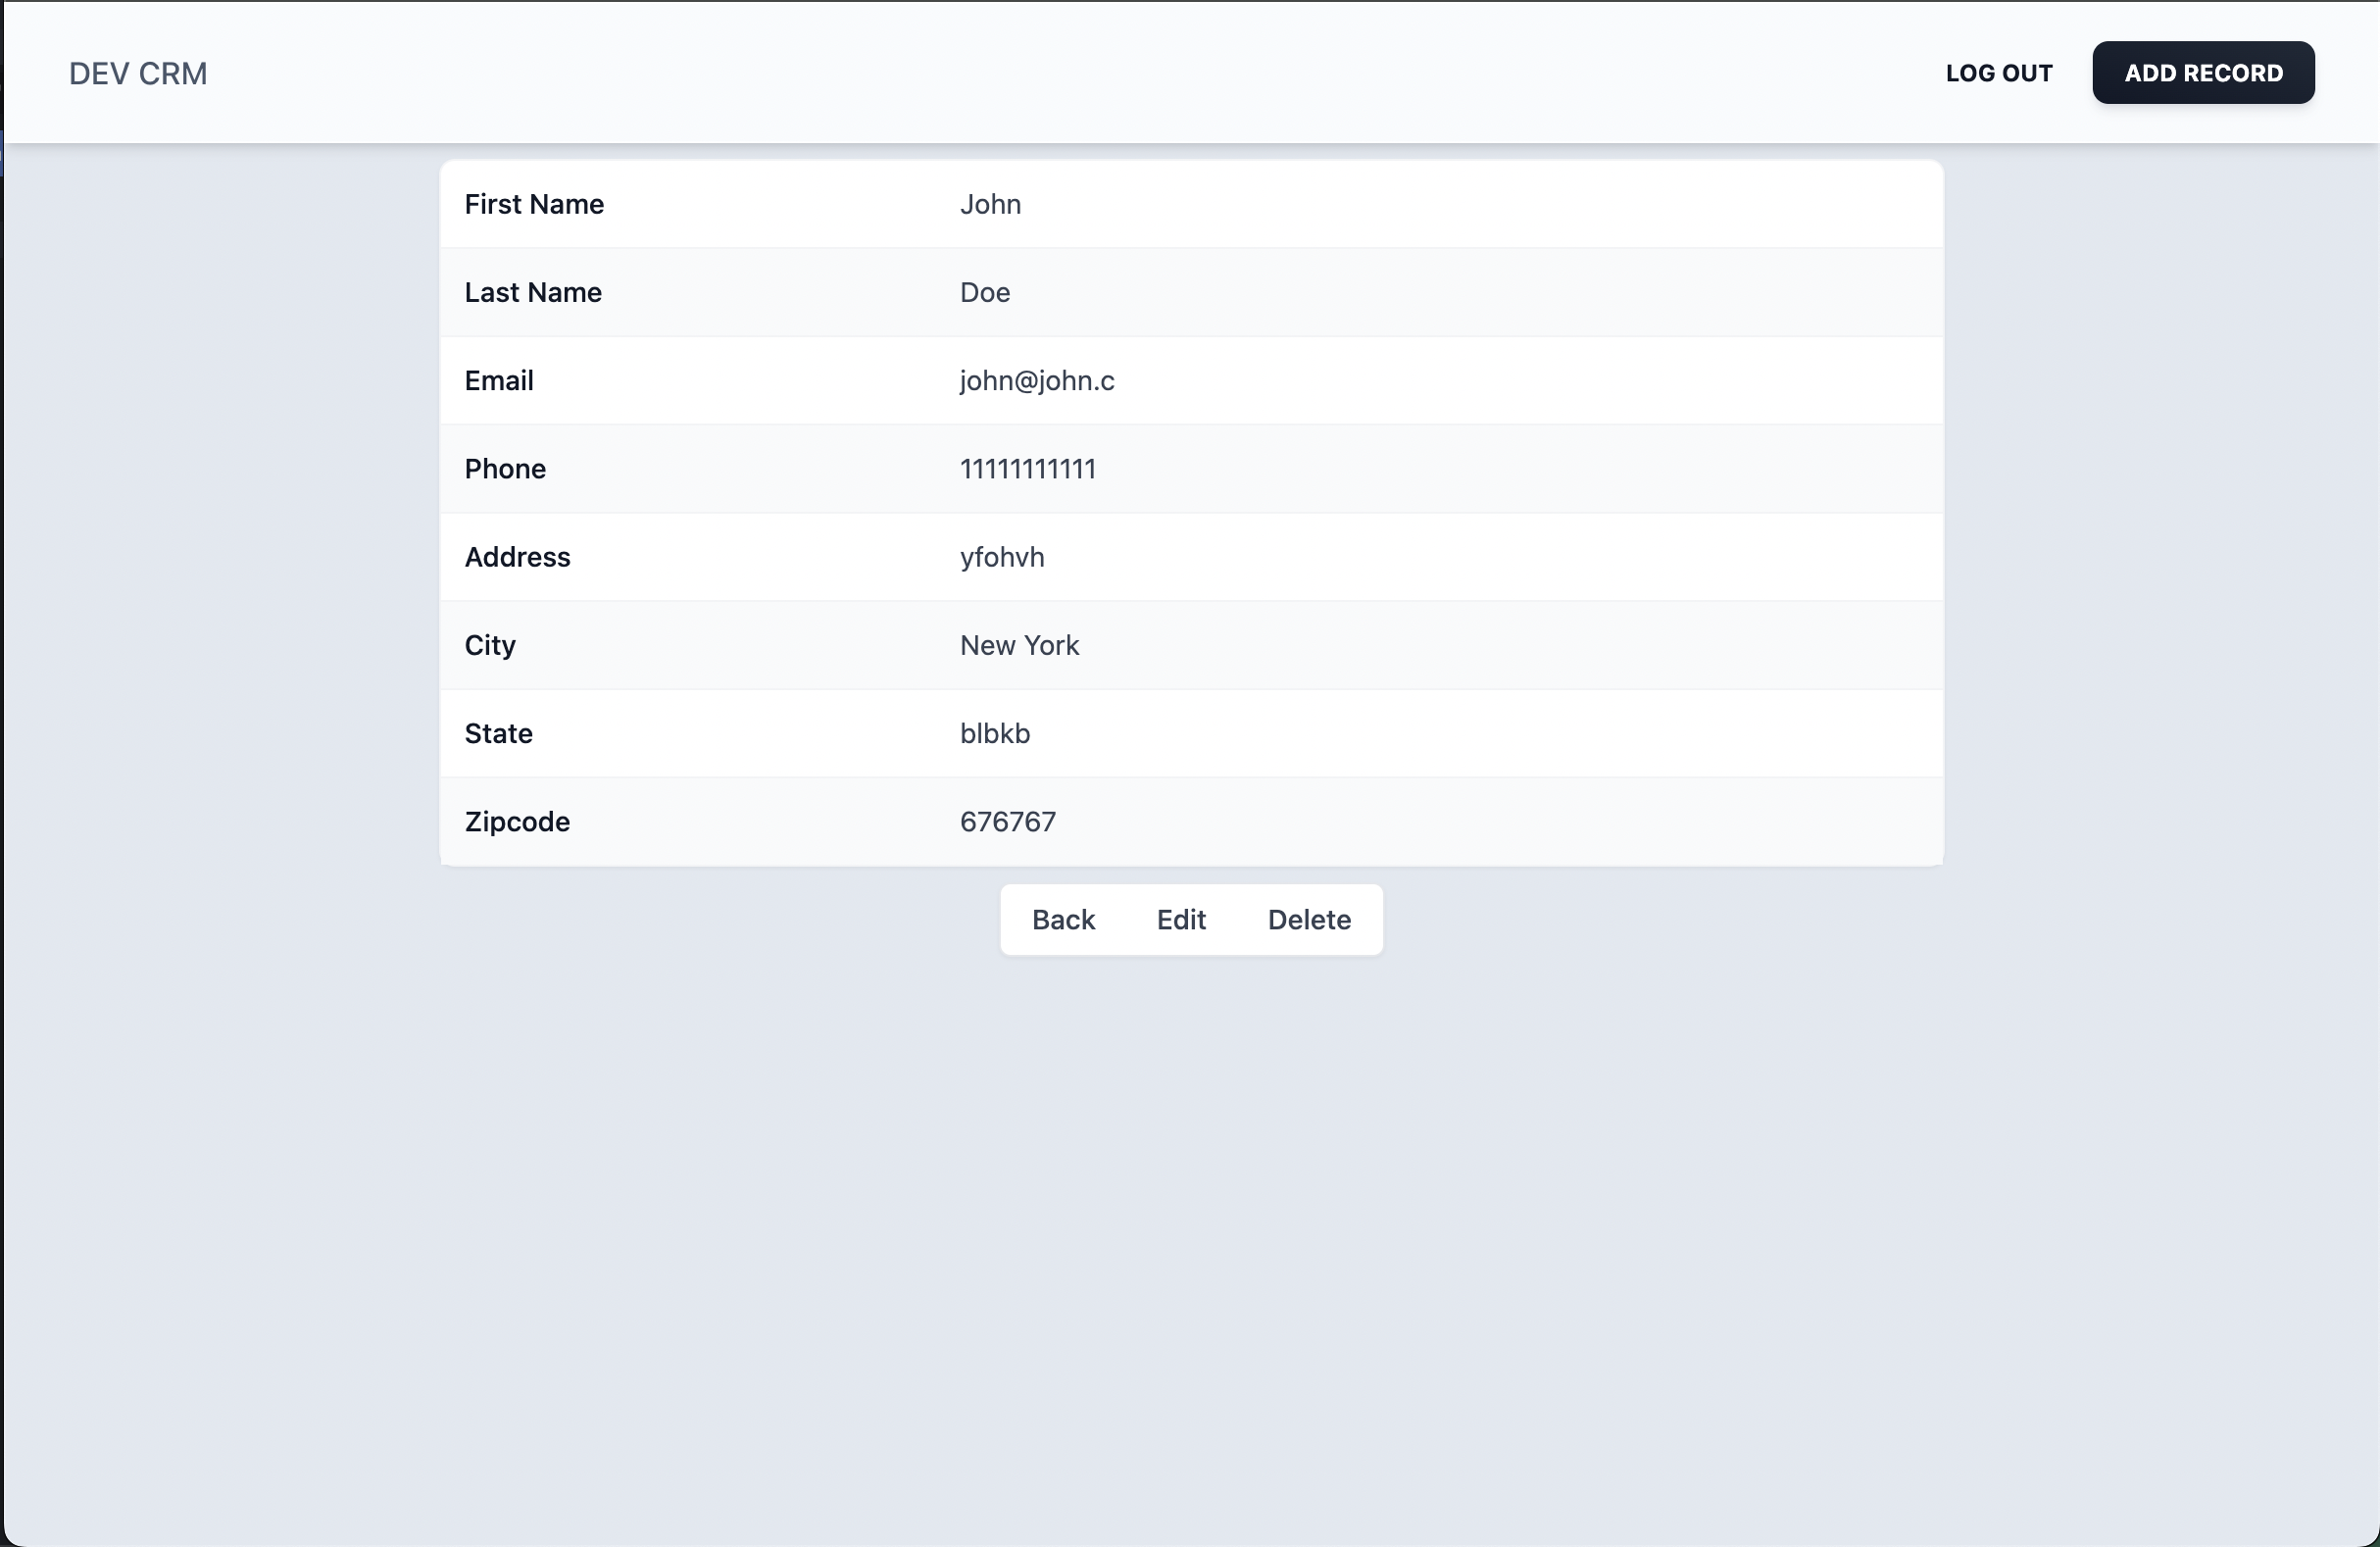 DEV CRM
LOG OUT
ADD RECORD
First Name John
Last Name Doe
Email john@john.c
Phone 11111111111
Address yfohvh
City New York
State blbkb
Zipcode 676767
Back Edit Delete